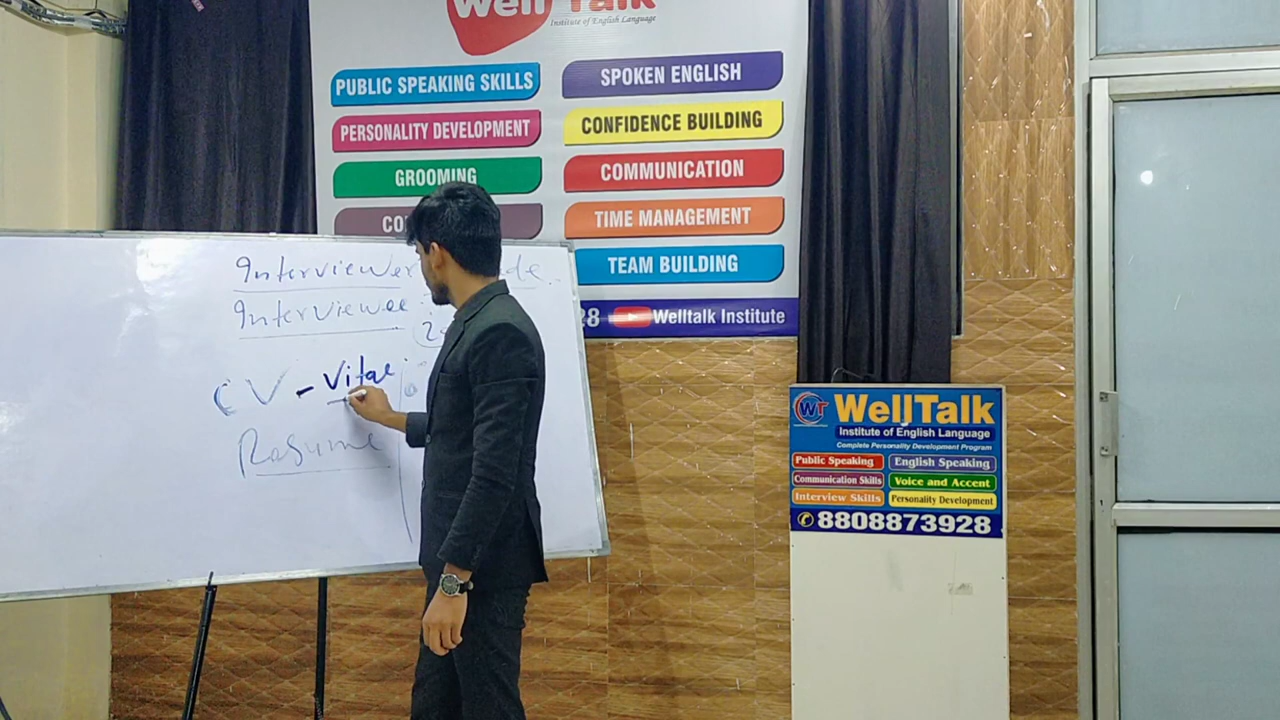 Well Talk
Institute of English Language
PUBLIC SPEAKING SKILLS
SPOKEN ENGLISH
PERSONALITY DEVELOPMENT
CONFIDENCE BUILDING
GROOMING
COMMUNICATION
TIME MANAGEMENT
TEAM BUILDING
28 Welltalk Institute
Interviewer
Interviewee
CV - Vitae
Resume
WT WellTalk
Institute of English Language
Complete Personality Development Program
Public Speaking
English Speaking
Communication Skills
Voice and Accent
Interview Skills
Personality Development
8808873928